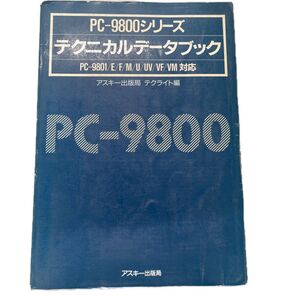 PC-9800シリーズ
テクニカルデータブック
PC-9801/E/F/M/U/UV/VF/VM 対応
アスキー出版局 テクライト編
PC-9800
アスキー出版局